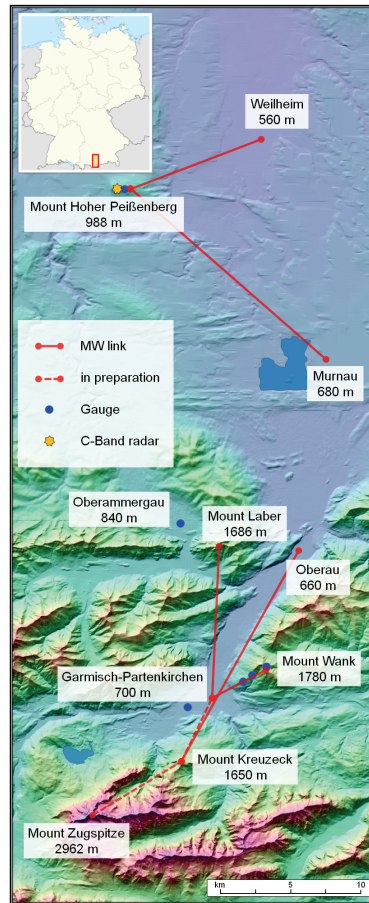 Weilheim
560 m
Mount Hoher Peißenberg
988 m
MW link
in preparation
Gauge
C-Band radar
Murnau
680 m
Oberammergau
840 m
Mount Laber
1686 m
Oberau
660 m
Mount Wank
1780 m
Garmisch-Partenkirchen
700 m
Mount Kreuzeck
1650 m
Mount Zugspitze
2962 m
km 5 10